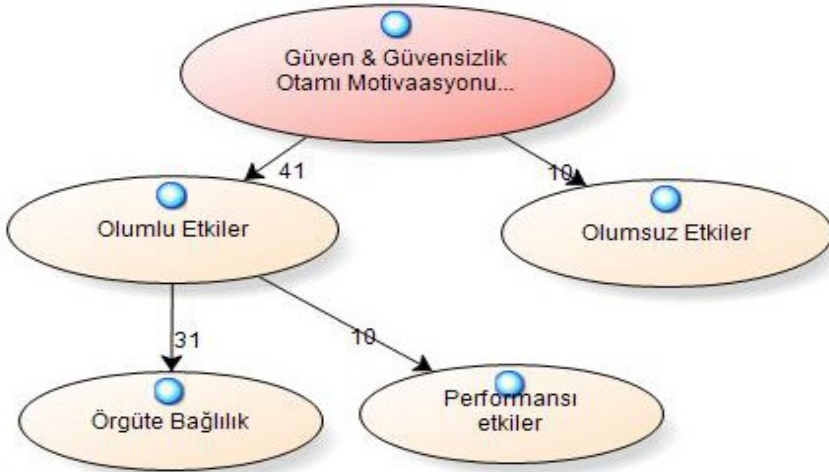 Güven & Güvensizlik
Otamı Motivaasyonu...
41
10
Olumlu Etkiler
Olumsuz Etkiler
31
10
Örgüte Bağlılık
Performansı
etkiler